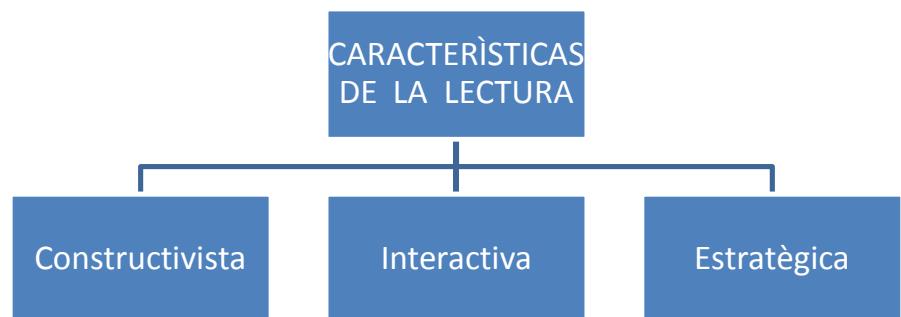 CARACTERÌSTICAS
DE LA LECTURA
Constructivista
Interactiva
Estratègica